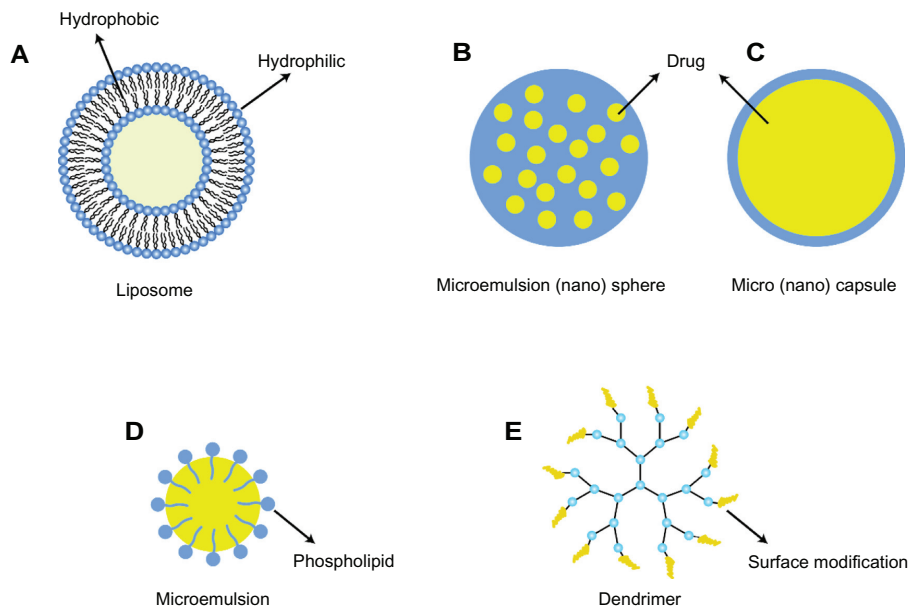 Hydrophobic
A
Hydrophilic
Liposome
B
Drug
C
Microemulsion (nano) sphere
Micro (nano) capsule
D
Phospholipid
Microemulsion
E
Surface modification
Dendrimer